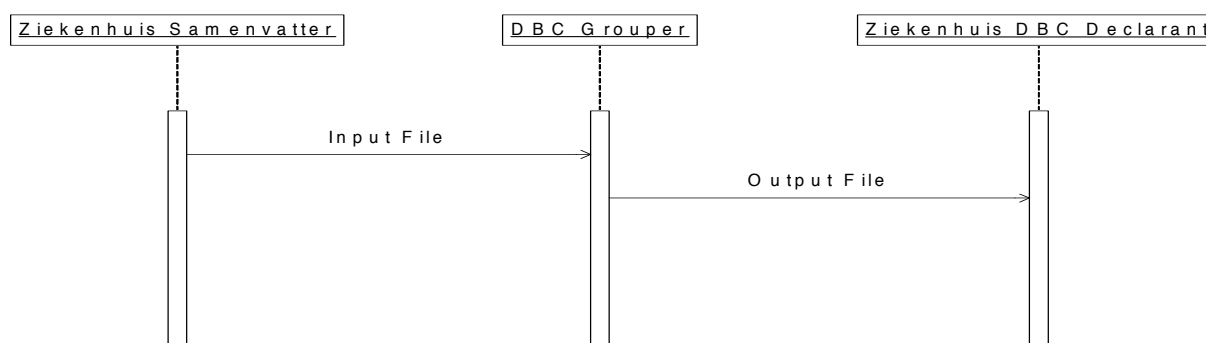 Ziekenhuis Samenvatter
DBC Grouper
Ziekenhuis DBC Declarant
Input File
Output File